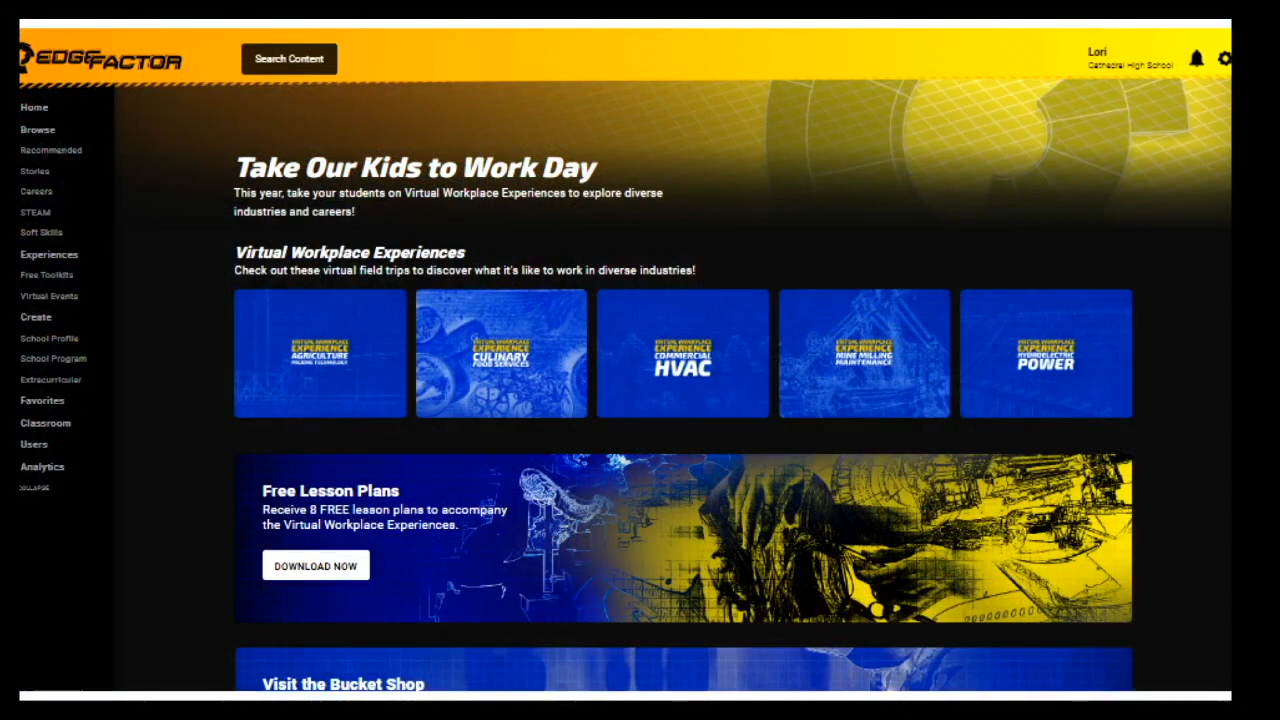 EDGEFACTOR
Search Content
Lori
Cathedral High School
Home
Browse
Recommended
Stories
Careers
STEAM
Soft Skills
Experiences
Free Toolkits
Virtual Events
Create
School Profile
School Program
Extracurricular
Favorites
Classroom
Users
Analytics
Take Our Kids to Work Day
This year, take your students on Virtual Workplace Experiences to explore diverse
industries and careers!
Virtual Workplace Experiences
Check out these virtual field trips to discover what it's like to work in diverse industries!
VIRTUAL WORKPLACE
EXPERIENCE
AGRICULTURE
VIRTUAL WORKPLACE
EXPERIENCE
CULINARY
FOOD SERVICES
VIRTUAL WORKPLACE
EXPERIENCE
COMMERCIAL
HVAC
VIRTUAL WORKPLACE
EXPERIENCE
MINE MILLING
MAINTENANCE
VIRTUAL WORKPLACE
EXPERIENCE
HYDROELECTRIC
POWER
Free Lesson Plans
Receive 8 FREE lesson plans to accompany
the Virtual Workplace Experiences.
DOWNLOAD NOW
Visit the Bucket Shop